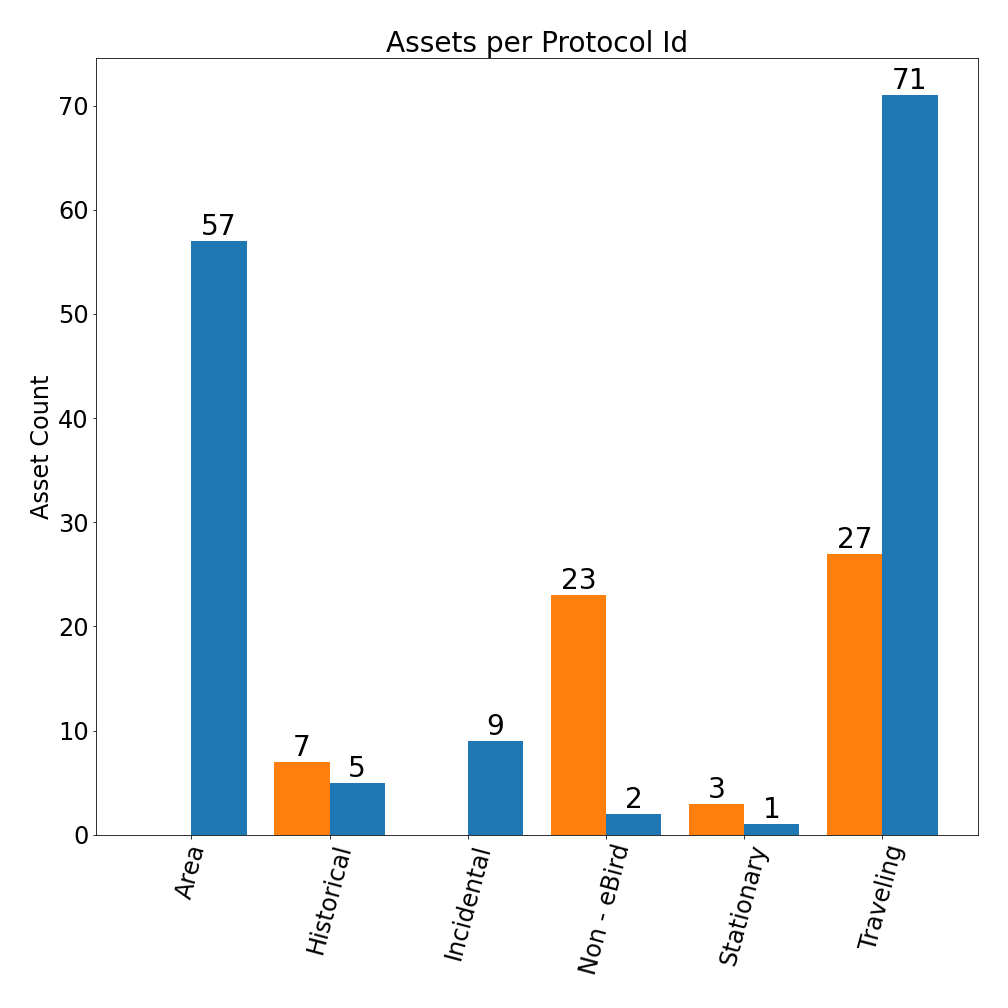 Assets per Protocol Id
Asset Count
70
60
50
40
30
20
10
0
57
7
5
9
23
2
3
1
27
71
Area
Historical
Incidental
Non - eBird
Stationary
Traveling